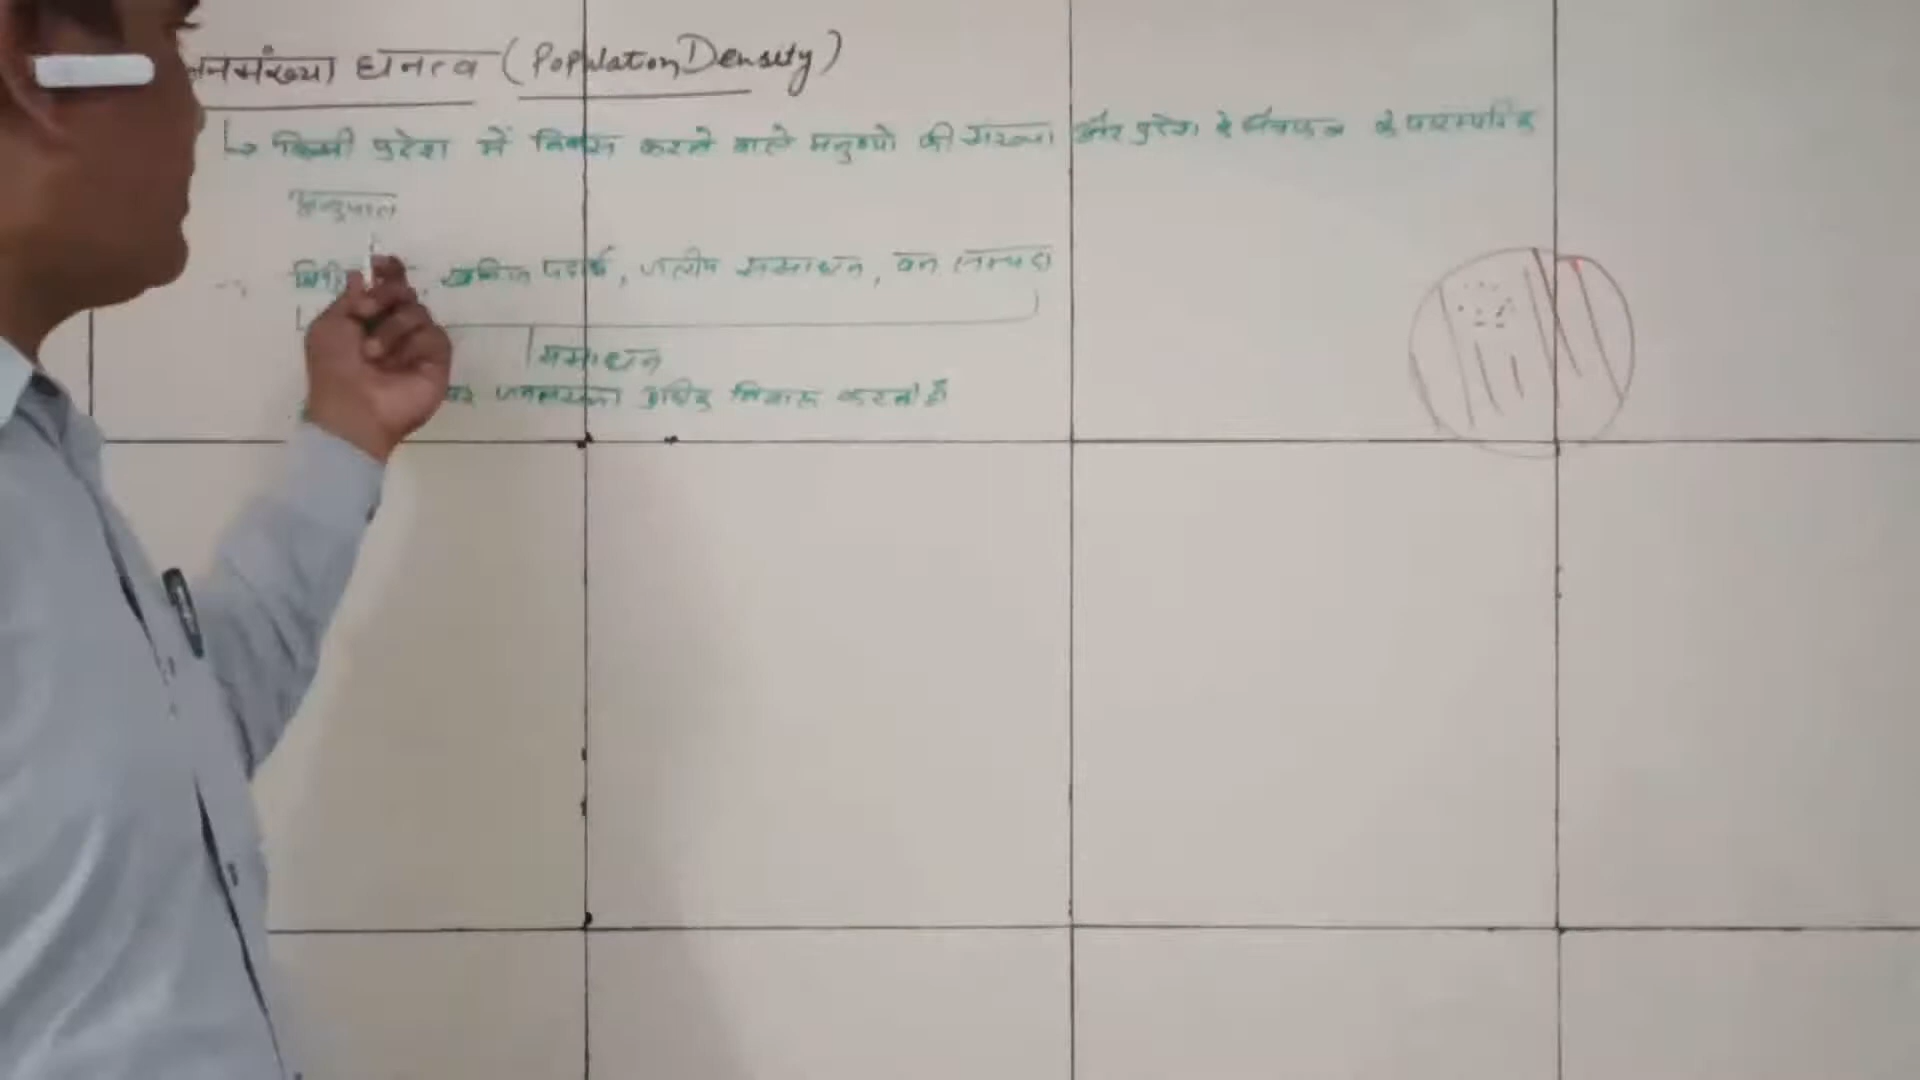 जनसंख्या घनत्व (Population Density)
किसी प्रदेश में निवास करने वाले मनुष्यो की संख्या और प्रदेश के क्षेत्रफल के पारस्परिक
अनुपात
खनिज पदार्थ, जलीय संसाधन, वन सम्पदा
संसाधन
पर जनसंख्या अधिक निवास करती है